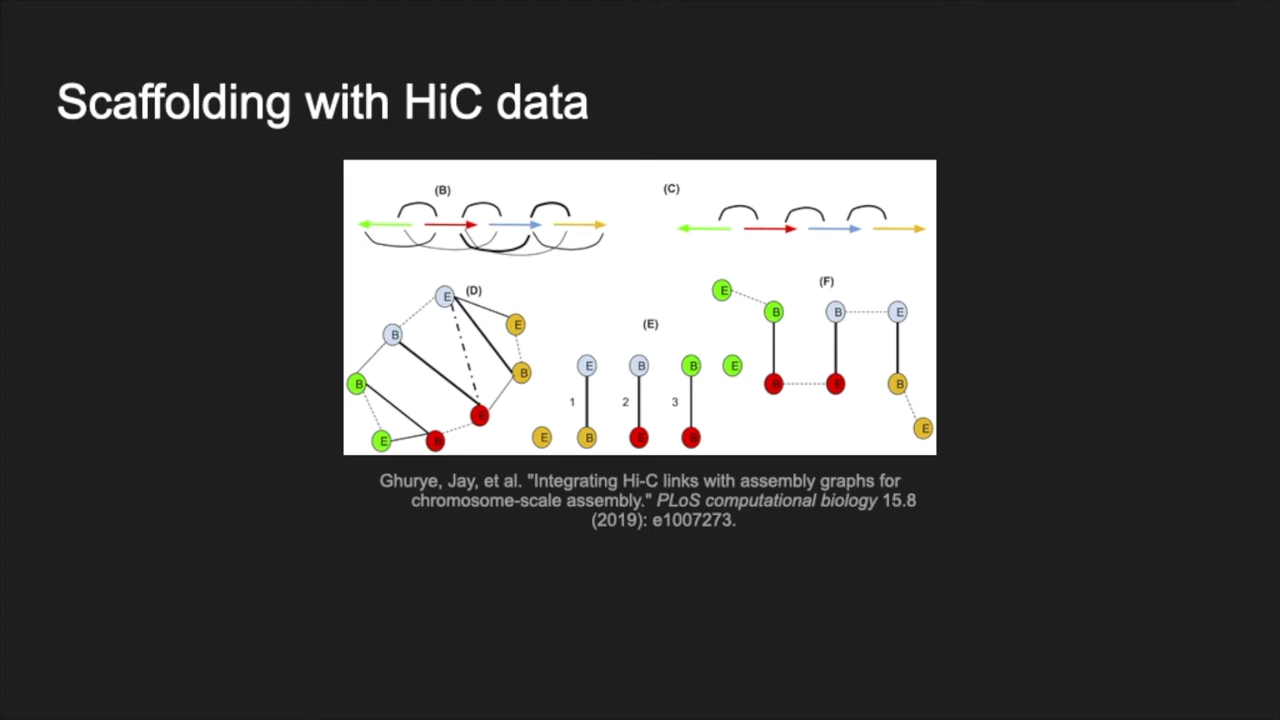 Scaffolding with HiC data
(B)
(C)
(D)
E
B
B
E
E
B
E
B
(E)
E
B
B
E
1
2
3
E
B
E
B
(F)
E
B
B
E
B
E
B
E
Ghurye, Jay, et al. "Integrating Hi-C links with assembly graphs for
chromosome-scale assembly." PLoS computational biology 15.8
(2019): e1007273.